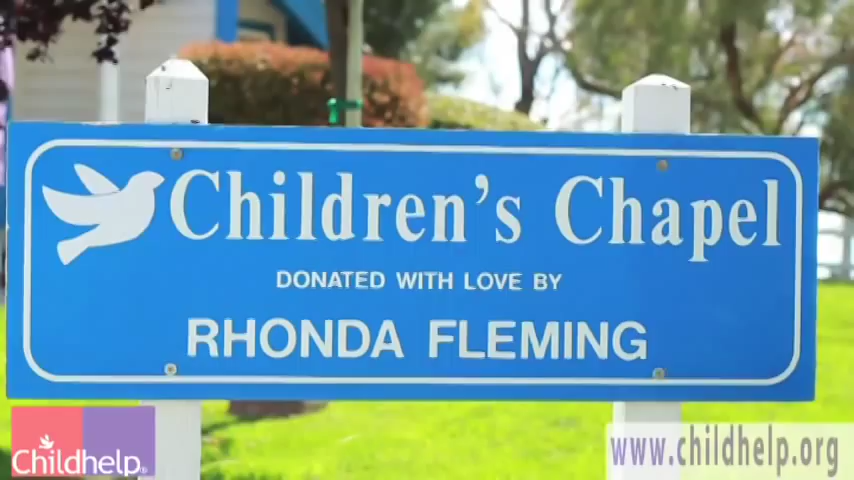 Children's Chapel
DONATED WITH LOVE BY
RHONDA FLEMING
Childhelp®
www.childhelp.org